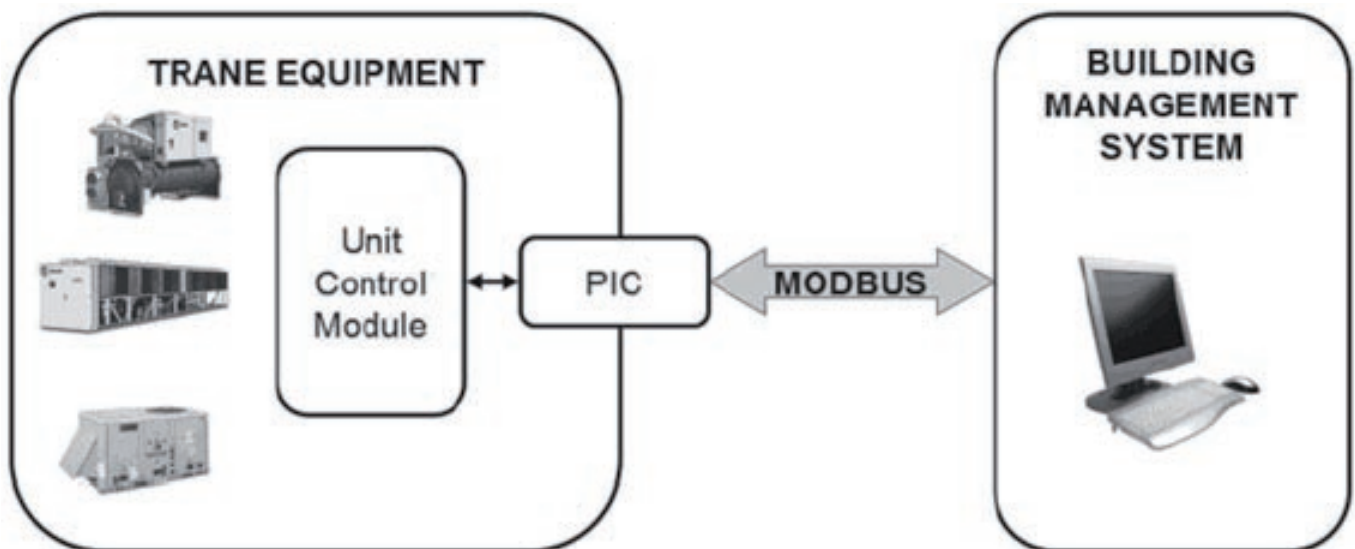 TRANE EQUIPMENT
Unit
Control
Module
PIC
MODBUS
BUILDING
MANAGEMENT
SYSTEM